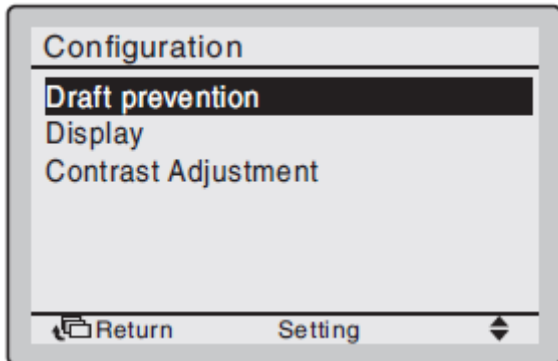 Configuration
Draft prevention
Display
Contrast Adjustment
Return Setting